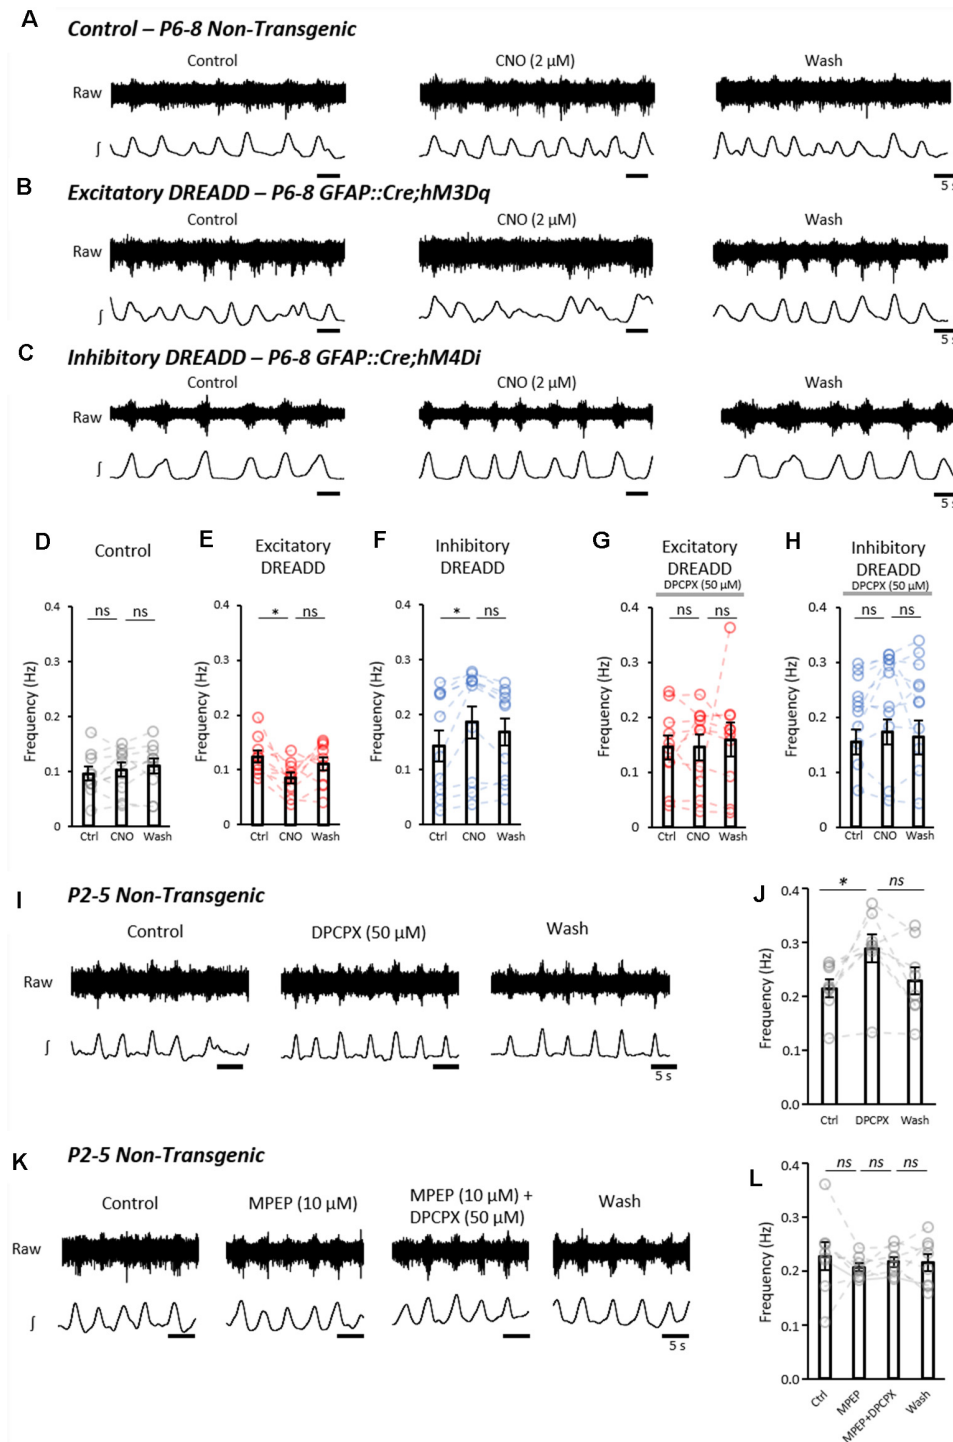 A
Control – P6-8 Non-Transgenic
Control
CNO (2 µM)
Wash
Raw
∫
5 s
B
Excitatory DREADD – P6-8 GFAP::Cre;hM3Dq
Control
CNO (2 µM)
Wash
Raw
∫
5 s
C
Inhibitory DREADD – P6-8 GFAP::Cre;hM4Di
Control
CNO (2 µM)
Wash
Raw
∫
5 s
D
Control
ns
ns
Frequency (Hz)
0.4
0.3
0.2
0.1
0
Ctrl CNO Wash
E
Excitatory
DREADD
*
ns
Frequency (Hz)
0.4
0.3
0.2
0.1
0
Ctrl CNO Wash
F
Inhibitory
DREADD
*
ns
Frequency (Hz)
0.4
0.3
0.2
0.1
0
Ctrl CNO Wash
G
Excitatory
DREADD
DPCPX (50 µM)
ns
ns
Frequency (Hz)
0.4
0.3
0.2
0.1
0
Ctrl CNO Wash
H
Inhibitory
DREADD
DPCPX (50 µM)
ns
ns
Frequency (Hz)
0.4
0.3
0.2
0.1
0
Ctrl CNO Wash
I
P2-5 Non-Transgenic
Control
DPCPX (50 µM)
Wash
Raw
∫
5 s
J
*
ns
Frequency (Hz)
0.4
0.3
0.2
0.1
0.0
Ctrl DPCPX Wash
K
P2-5 Non-Transgenic
Control
MPEP (10 µM)
MPEP (10 µM) +
DPCPX (50 µM)
Wash
Raw
∫
5 s
L
ns
ns
ns
Frequency (Hz)
0.4
0.3
0.2
0.1
0.0
Ctrl
MPEP
MPEP+DPCPX
Wash